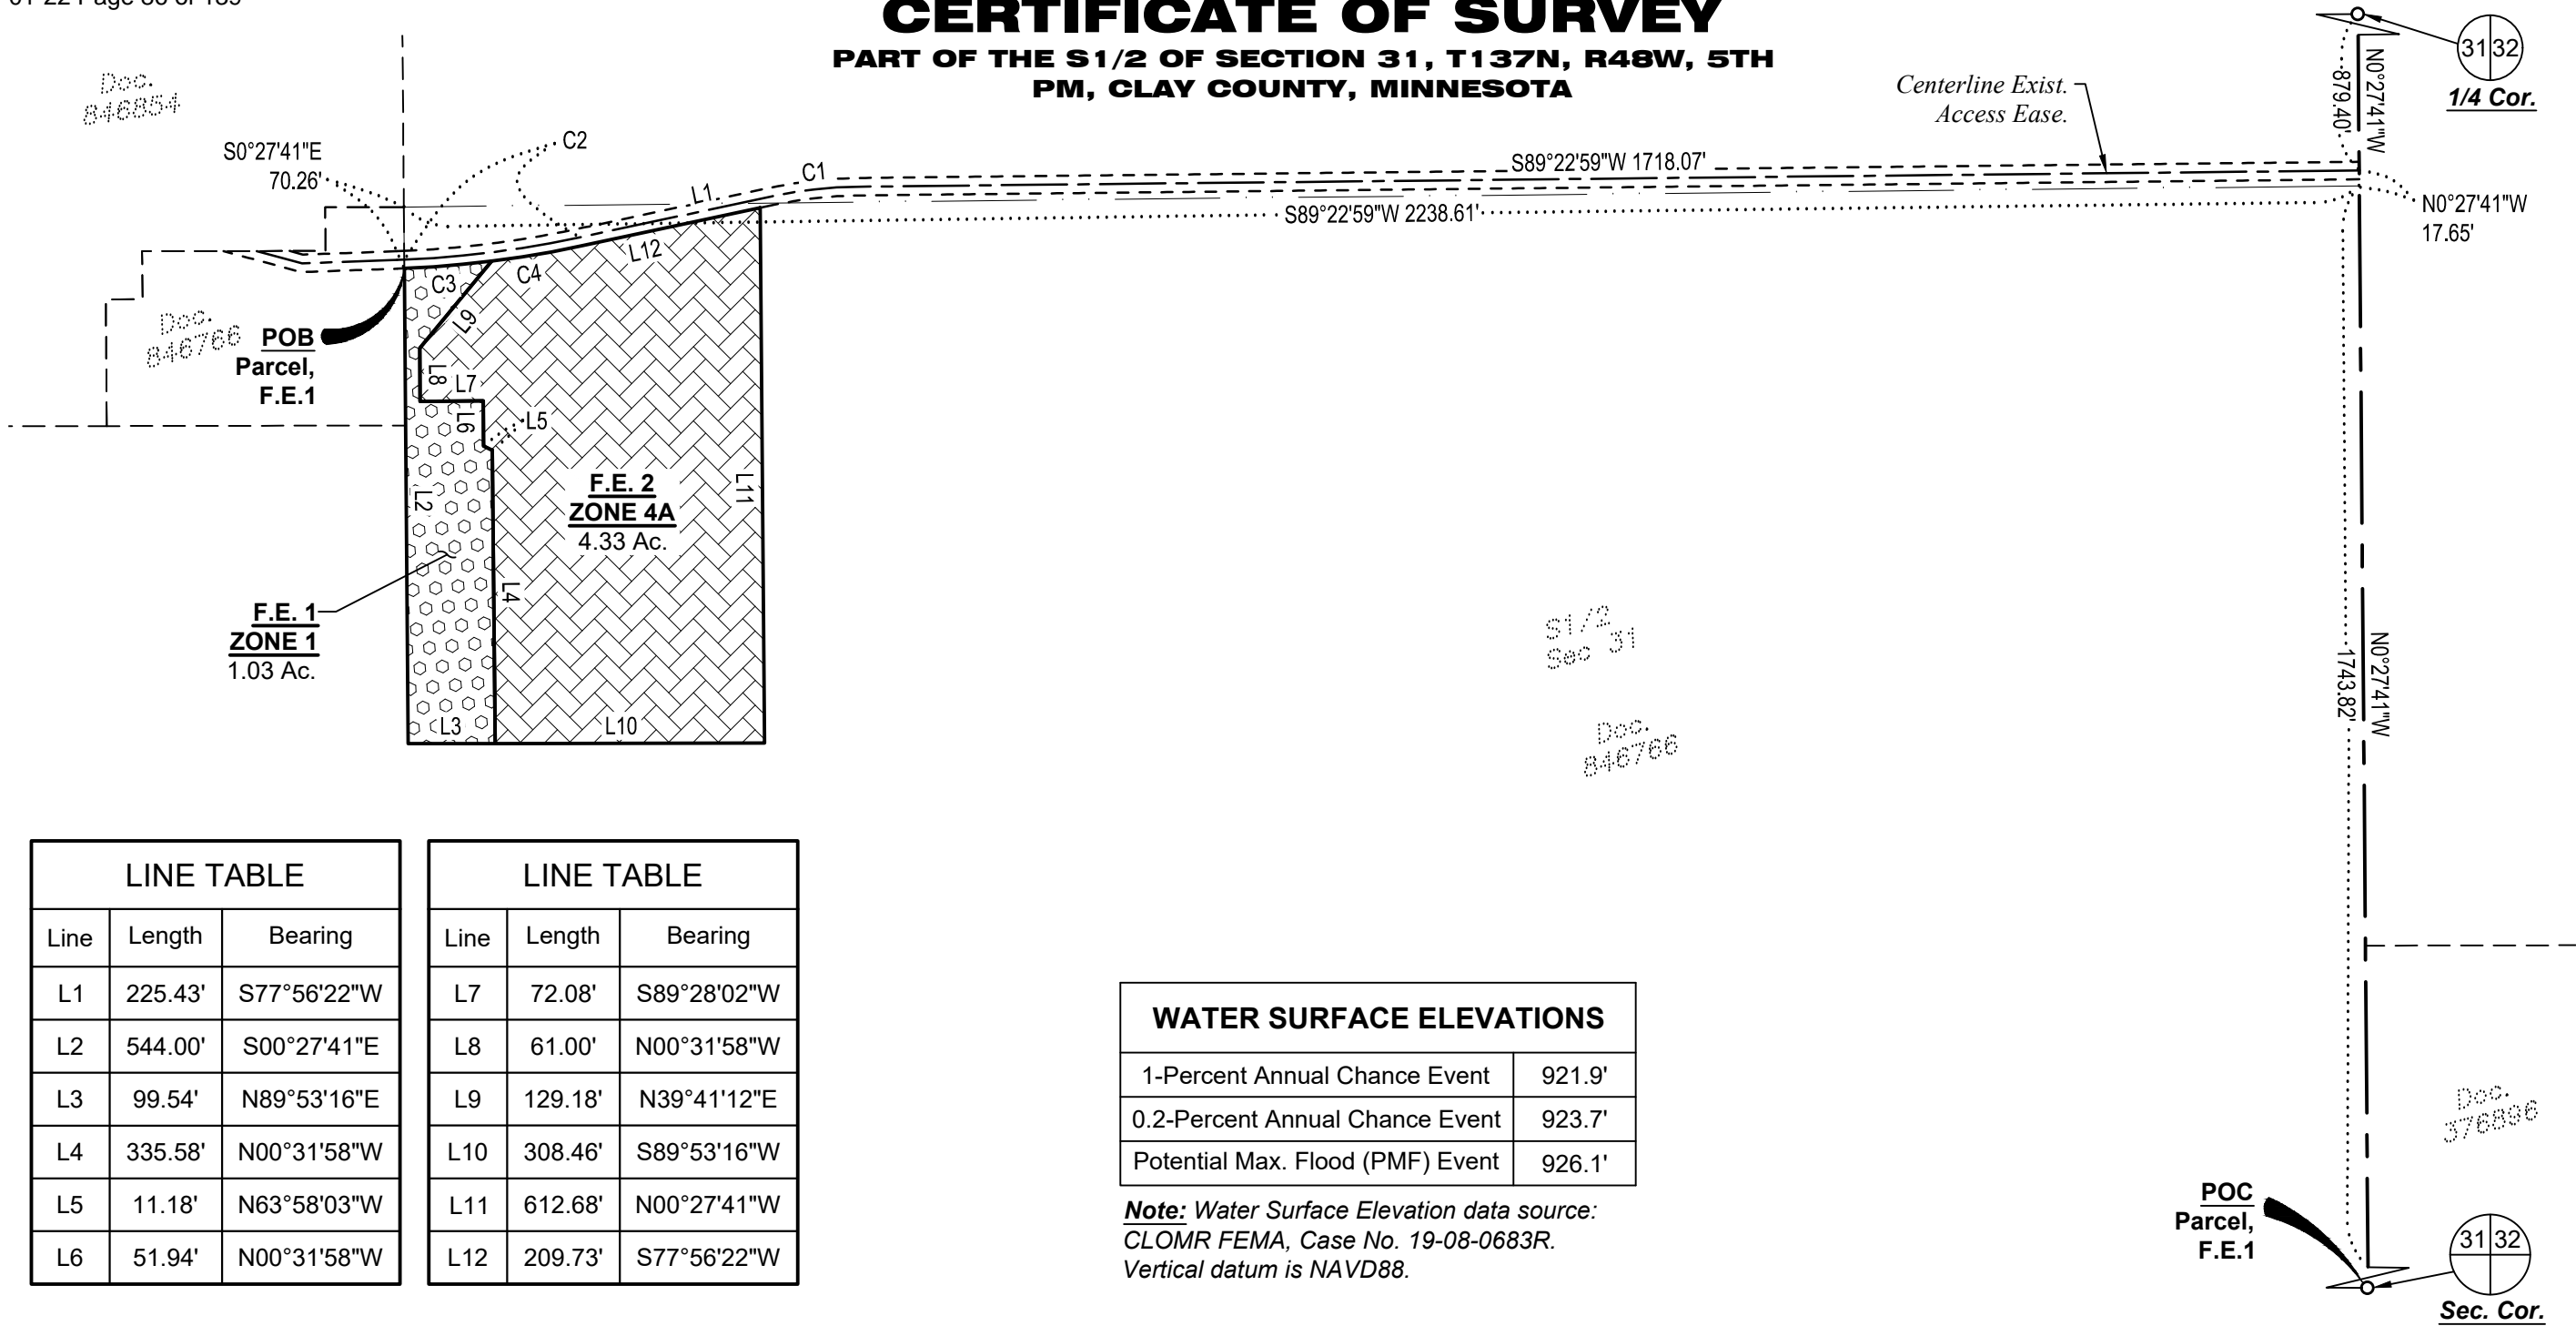 CERTIFICATE OF SURVEY
PART OF THE S1/2 OF SECTION 31, T137N, R48W, 5TH
PM, CLAY COUNTY, MINNESOTA
Doc.
846854
S0°27'41"E
70.26'
C2
L1
C1
S89°22'59"W 1718.07'
S89°22'59"W 2238.61'
Centerline Exist.
Access Ease.
879.40'
N0°27'41"W
31 32
1/4 Cor.
N0°27'41"W
17.65'
Doc.
846766
POB
Parcel,
F.E.1
C3
C4
L12
L9
L8
L7
L6
L5
L2
L4
L11
F.E. 2
ZONE 4A
4.33 Ac.
F.E. 1
ZONE 1
1.03 Ac.
L3
L10
S1/2
Sec 31
Doc.
846766
1743.82'
N0°27'41"W
LINE TABLE
Line Length Bearing
L1 225.43' S77°56'22"W
L2 544.00' S00°27'41"E
L3 99.54' N89°53'16"E
L4 335.58' N00°31'58"W
L5 11.18' N63°58'03"W
L6 51.94' N00°31'58"W
LINE TABLE
Line Length Bearing
L7 72.08' S89°28'02"W
L8 61.00' N00°31'58"W
L9 129.18' N39°41'12"E
L10 308.46' S89°53'16"W
L11 612.68' N00°27'41"W
L12 209.73' S77°56'22"W
WATER SURFACE ELEVATIONS
1-Percent Annual Chance Event 921.9'
0.2-Percent Annual Chance Event 923.7'
Potential Max. Flood (PMF) Event 926.1'
Note: Water Surface Elevation data source:
CLOMR FEMA, Case No. 19-08-0683R.
Vertical datum is NAVD88.
Doc.
376896
POC
Parcel,
F.E.1
31 32
Sec. Cor.